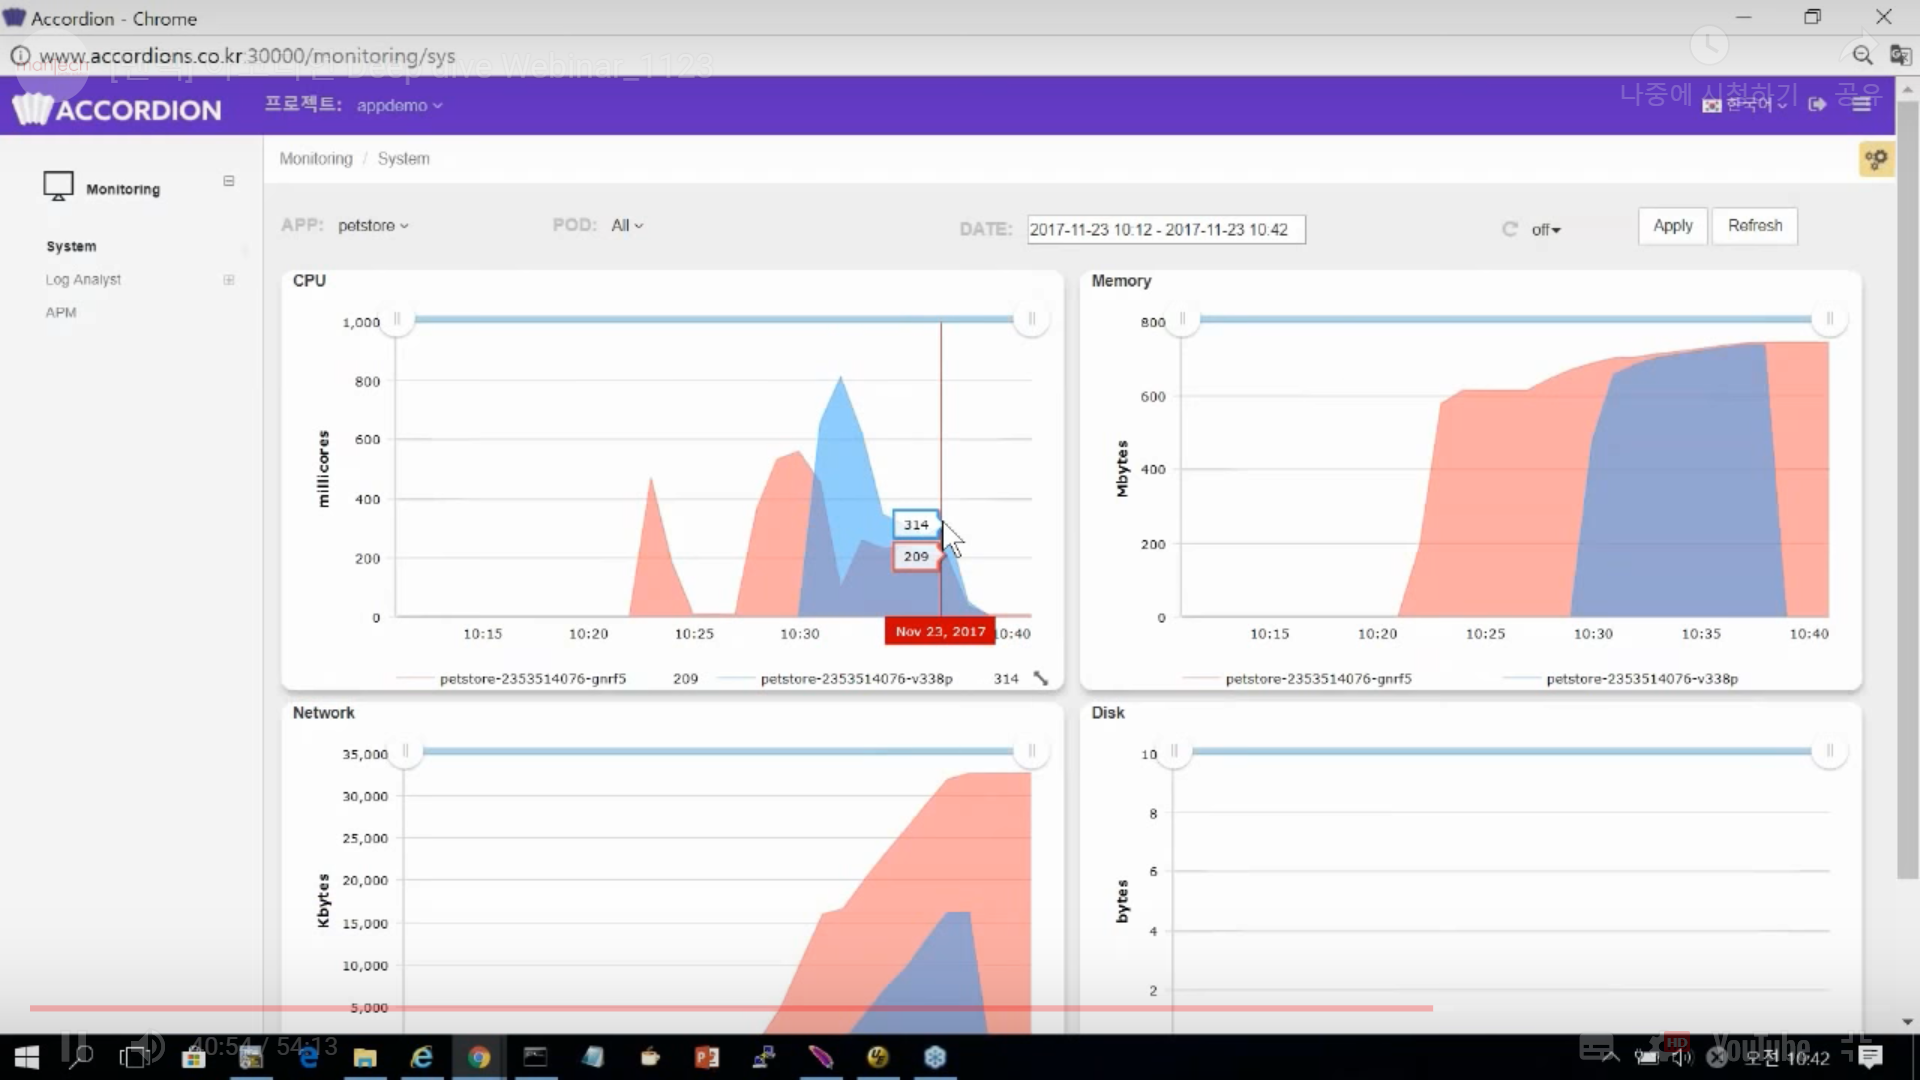 Accordion - Chrome
www.accordions.co.kr:30000/monitoring/sys
Deep dive Webinar_1123
ACCORDION 프로젝트: appdemo 한국어
나중에 시청하기 공유
Monitoring / System
Monitoring
System
Log Analyst
APM
APP: petstore POD: All DATE: 2017-11-23 10:12 - 2017-11-23 10:42 off Apply Refresh
CPU
1,000
800
600
400
200
0
millicores
314
209
10:15 10:20 10:25 10:30 Nov 23, 2017 10:40
petstore-2353514076-gnrf5 209 petstore-2353514076-v338p 314
Memory
800
600
400
200
0
Mbytes
10:15 10:20 10:25 10:30 10:35 10:40
petstore-2353514076-gnrf5 petstore-2353514076-v338p
Network
35,000
30,000
25,000
20,000
15,000
10,000
5,000
Kbytes
Disk
10
8
6
4
2
bytes
40:54 / 54:13
HD
YouTube
오전 10:42